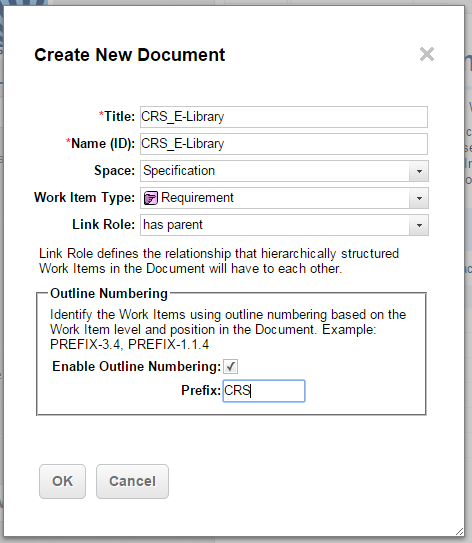 Create New Document
*Title: CRS_E-Library
*Name (ID): CRS_E-Library
Space: Specification
Work Item Type: Requirement
Link Role: has parent
Link Role defines the relationship that hierarchically structured
Work Items in the Document will have to each other.
Outline Numbering
Identify the Work Items using outline numbering based on the
Work Item level and position in the Document. Example:
PREFIX-3.4, PREFIX-1.1.4
Enable Outline Numbering:
Prefix: CRS
OK Cancel